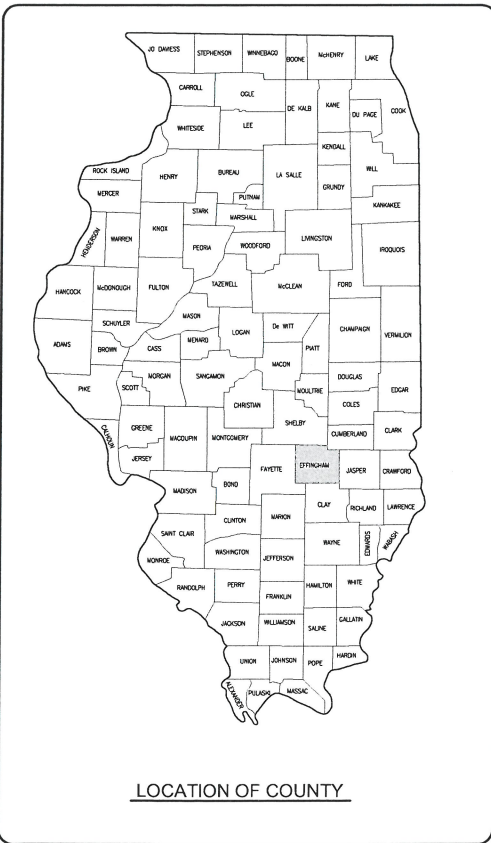 JO DAVIESS STEPHENSON WINNEBAGO BOONE McHENRY LAKE
CARROLL OGLE DE KALB KANE COOK
DU PAGE
WHITESIDE LEE
KENDALL
ROCK ISLAND HENRY BUREAU LA SALLE WILL
GRUNDY
MERCER PUTNAM KANKAKEE
STARK MARSHALL
HENDERSON WARREN KNOX PEORIA WOODFORD LIVINGSTON IROQUOIS
HANCOCK McDONOUGH FULTON TAZEWELL McCLEAN FORD
MASON
SCHUYLER LOGAN De WITT CHAMPAIGN VERMILION
ADAMS BROWN CASS MENARD PIATT
MACON
PIKE SCOTT MORGAN SANGAMON DOUGLAS EDGAR
MOULTRIE
CHRISTIAN COLES
CALHOUN GREENE MACOUPIN MONTGOMERY SHELBY CUMBERLAND CLARK
JERSEY FAYETTE EFFINGHAM JASPER CRAWFORD
MADISON BOND
CLINTON MARION CLAY RICHLAND LAWRENCE
SAINT CLAIR
WASHINGTON JEFFERSON WAYNE EDWARDS WABASH
MONROE
RANDOLPH PERRY FRANKLIN HAMILTON WHITE
JACKSON WILLIAMSON SALINE GALLATIN
UNION JOHNSON POPE HARDIN
ALEXANDER PULASKI MASSAC
LOCATION OF COUNTY